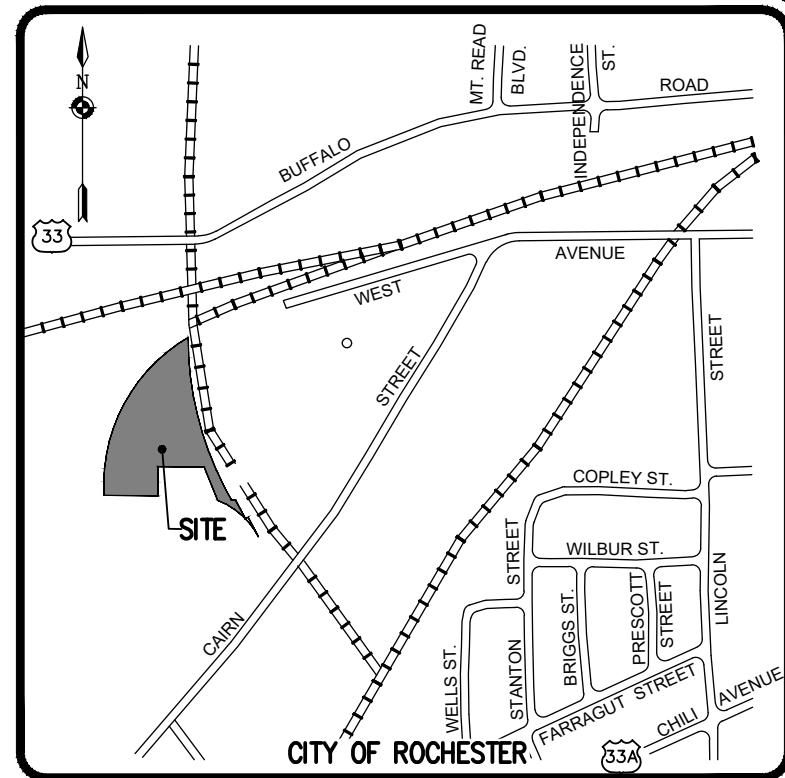 MT. READ
BLVD.
INDEPENDENCE
ST.
ROAD
N
BUFFALO
33
AVENUE
WEST
STREET
STREET
COPLEY ST.
SITE
STREET
WILBUR ST.
LINCOLN
PRESCOTT
STREET
BRIGGS ST.
CAIRN
STANTON
WELLS ST.
FARRAGUT STREET
AVENUE
CHILI
CITY OF ROCHESTER
33A